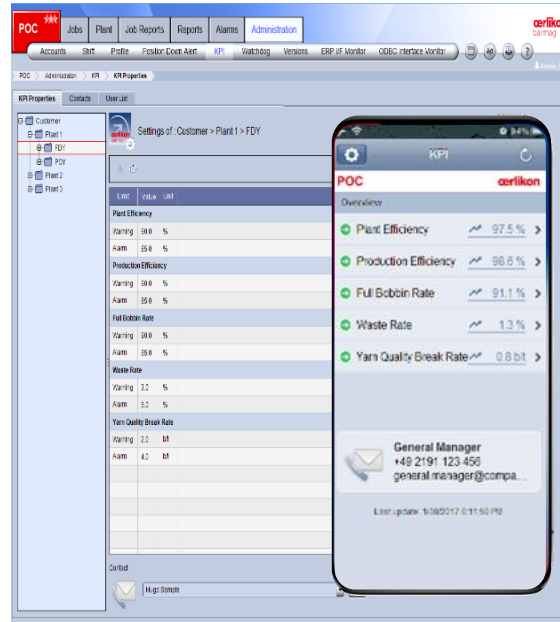 POC
Jobs
Plant
Job Reports
Reports
Alarms
Administration
œrlikon
barmag
Accounts
Shift
Profile
Position Down Alert
KPI
Watchdog
Versions
ERP I/F Monitor
ODBC Interface Monitor
POC
Administration
KPI
KPI Properties
KPI Properties
Contacts
User List
Customer
Plant 1
FDY
POY
Plant 2
Plant 3
Settings of :Customer > Plant 1 > FDY
Limit Value Unit
Plant Efficiency
Warning 90.0 %
Alarm 85.0 %
Production Efficiency
Warning 90.0 %
Alarm 85.0 %
Full Bobbin Rate
Warning 90.0 %
Alarm 85.0 %
Waste Rate
Warning 3.0 %
Alarm 5.0 %
Yarn Quality Break Rate
Warning 2.0 b/t
Alarm 4.0 b/t
Contact
Hugo Sample
94%
KPI
POC œrlikon
Overview
Plant Efficiency 97.5 %
Production Efficiency 98.6 %
Full Bobbin Rate 91.1 %
Waste Rate 1.3 %
Yarn Quality Break Rate 0.8 b/t
General Manager
+49 2191 123 456
general.manager@compa...
Last update: